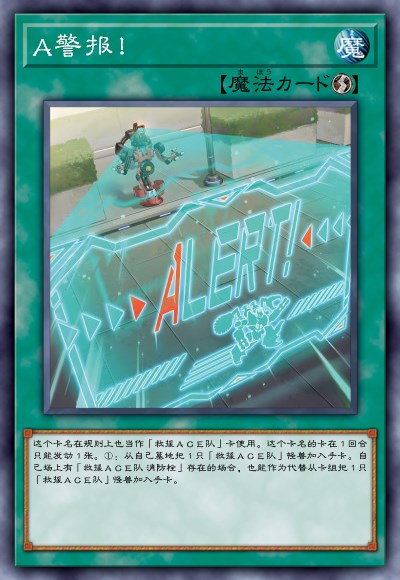 A警报！
魔
まほう
【魔法カード】
ALERT!
这个卡名在规则上也当作「救援ACE队」卡使用。这个卡名的卡在1回合
只能发动1张。①：从自己墓地把1只「救援ACE队」怪兽加入手卡。自
己场上有「救援ACE队 消防栓」存在的场合，也能作为代替从卡组把1只
「救援ACE队」怪兽加入手卡。